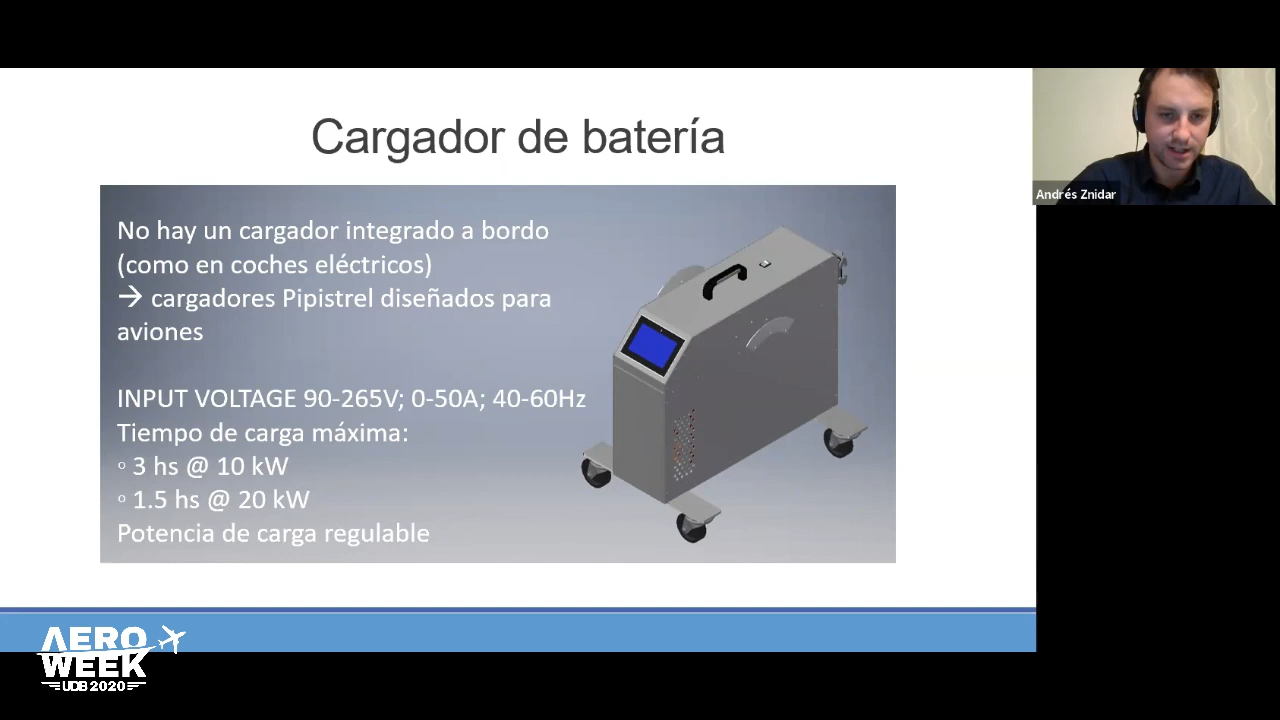 Cargador de batería
No hay un cargador integrado a bordo
(como en coches eléctricos)
→ cargadores Pipistrel diseñados para
aviones
INPUT VOLTAGE 90-265V; 0-50A; 40-60Hz
Tiempo de carga máxima:
◦ 3 hs @ 10 kW
◦ 1.5 hs @ 20 kW
Potencia de carga regulable
Andrés Znidar
AERO
WEEK
UDB 2020